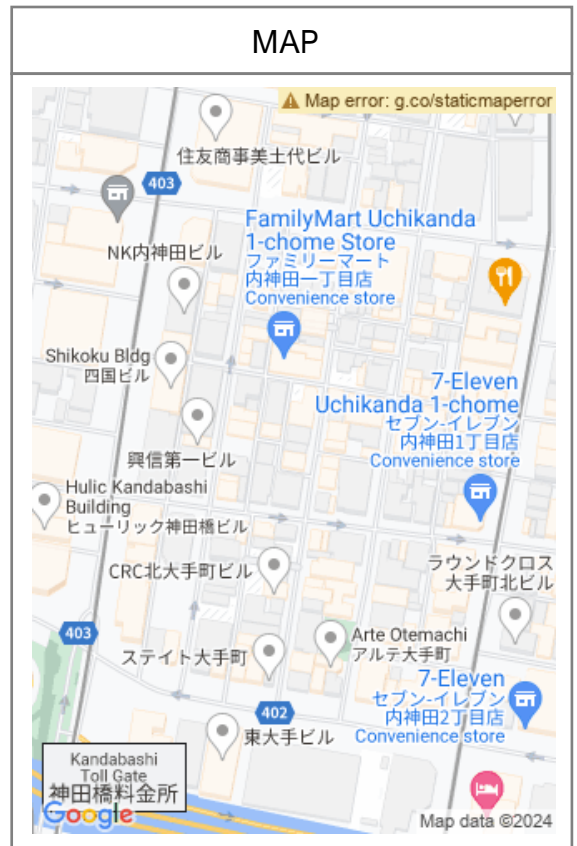 MAP
Map error: g.co/staticmaperror
住友商事美土代ビル
403
NK内神田ビル
FamilyMart Uchikanda
1-chome Store
ファミリーマート
内神田一丁目店
Convenience store
Shikoku Bldg
四国ビル
7-Eleven
Uchikanda 1-chome
セブン-イレブン
内神田1丁目店
Convenience store
興信第一ビル
Hulic Kandabashi
Building
ヒューリック神田橋ビル
CRC北大手町ビル
ラウンドクロス
大手町北ビル
403
Arte Otemachi
アルテ大手町
ステイト大手町
7-Eleven
セブン-イレブン
内神田2丁目店
Convenience store
402
東大手ビル
Kandabashi
Toll Gate
神田橋料金所
Google
Map data ©2024